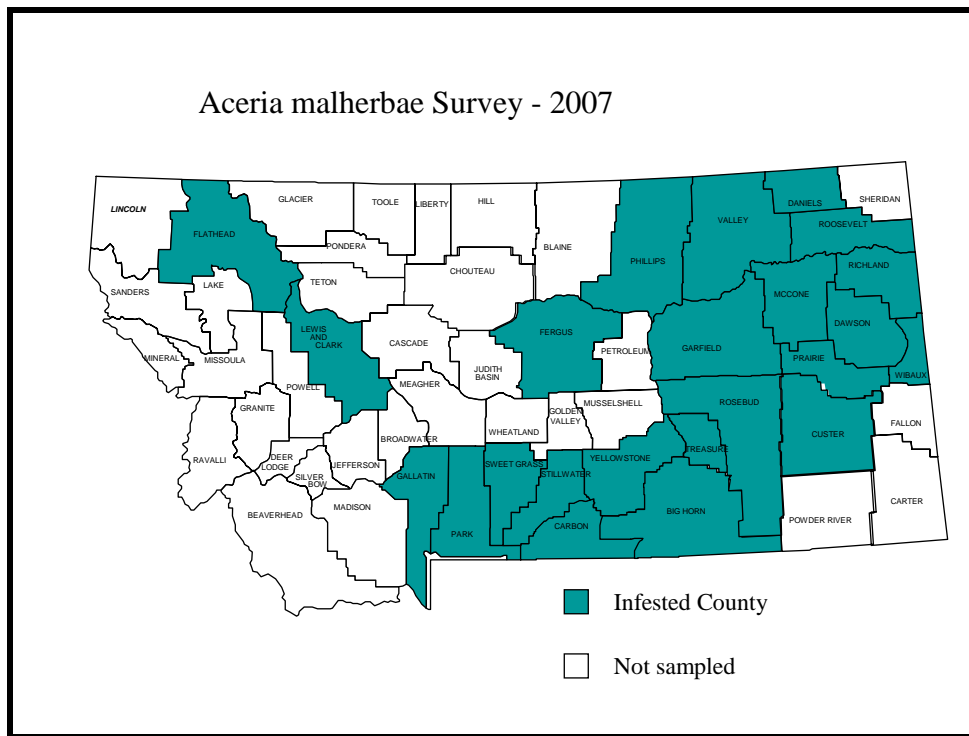 Aceria malherbae Survey - 2007
LINCOLN
FLATHEAD
GLACIER
TOOLE
LIBERTY
HILL
BLAINE
PHILLIPS
VALLEY
DANIELS
SHERIDAN
ROOSEVELT
PONDERA
SANDERS
LAKE
TETON
CHOUTEAU
RICHLAND
MCCONE
LEWIS
AND
CLARK
CASCADE
FERGUS
PETROLEUM
GARFIELD
DAWSON
PRAIRIE
WIBAUX
MINERAL
MISSOULA
POWELL
MEAGHER
JUDITH
BASIN
GRANITE
BROADWATER
WHEATLAND
GOLDEN
VALLEY
MUSSELSHELL
ROSEBUD
CUSTER
FALLON
RAVALLI
DEER
LODGE
SILVER
BOW
JEFFERSON
GALLATIN
SWEET GRASS
STILLWATER
YELLOWSTONE
TREASURE
BEAVERHEAD
MADISON
PARK
CARBON
BIG HORN
POWDER RIVER
CARTER
Infested County
Not sampled